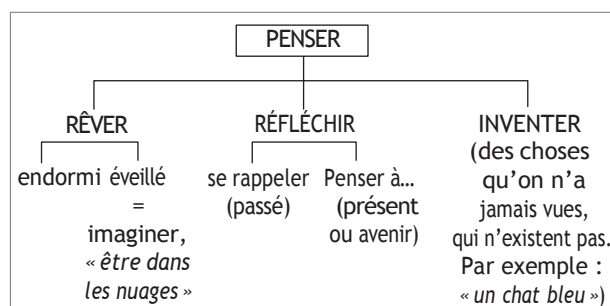 PENSER
RÊVER
endormi éveillé
=
imaginer,
« être dans
les nuages »
RÉFLÉCHIR
se rappeler
(passé)
Penser à...
(présent
ou avenir)
INVENTER
(des choses
qu'on n'a
jamais vues,
qui n'existent pas.
Par exemple :
« un chat bleu »)